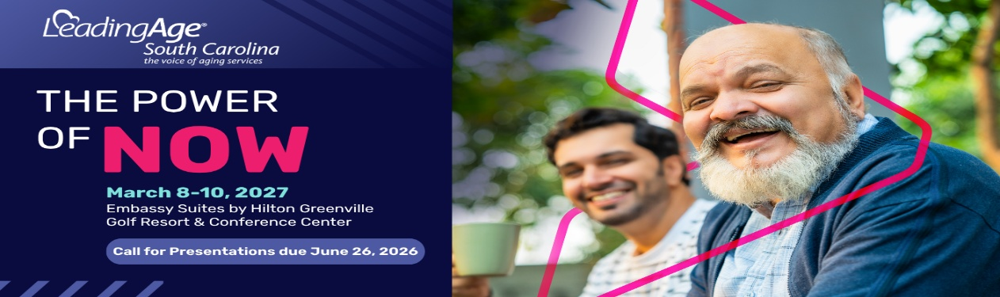 LeadingAge®
South Carolina
the voice of aging services
THE POWER
OF NOW
March 8-10, 2027
Embassy Suites by Hilton Greenville
Golf Resort & Conference Center
Call for Presentations due June 26, 2026